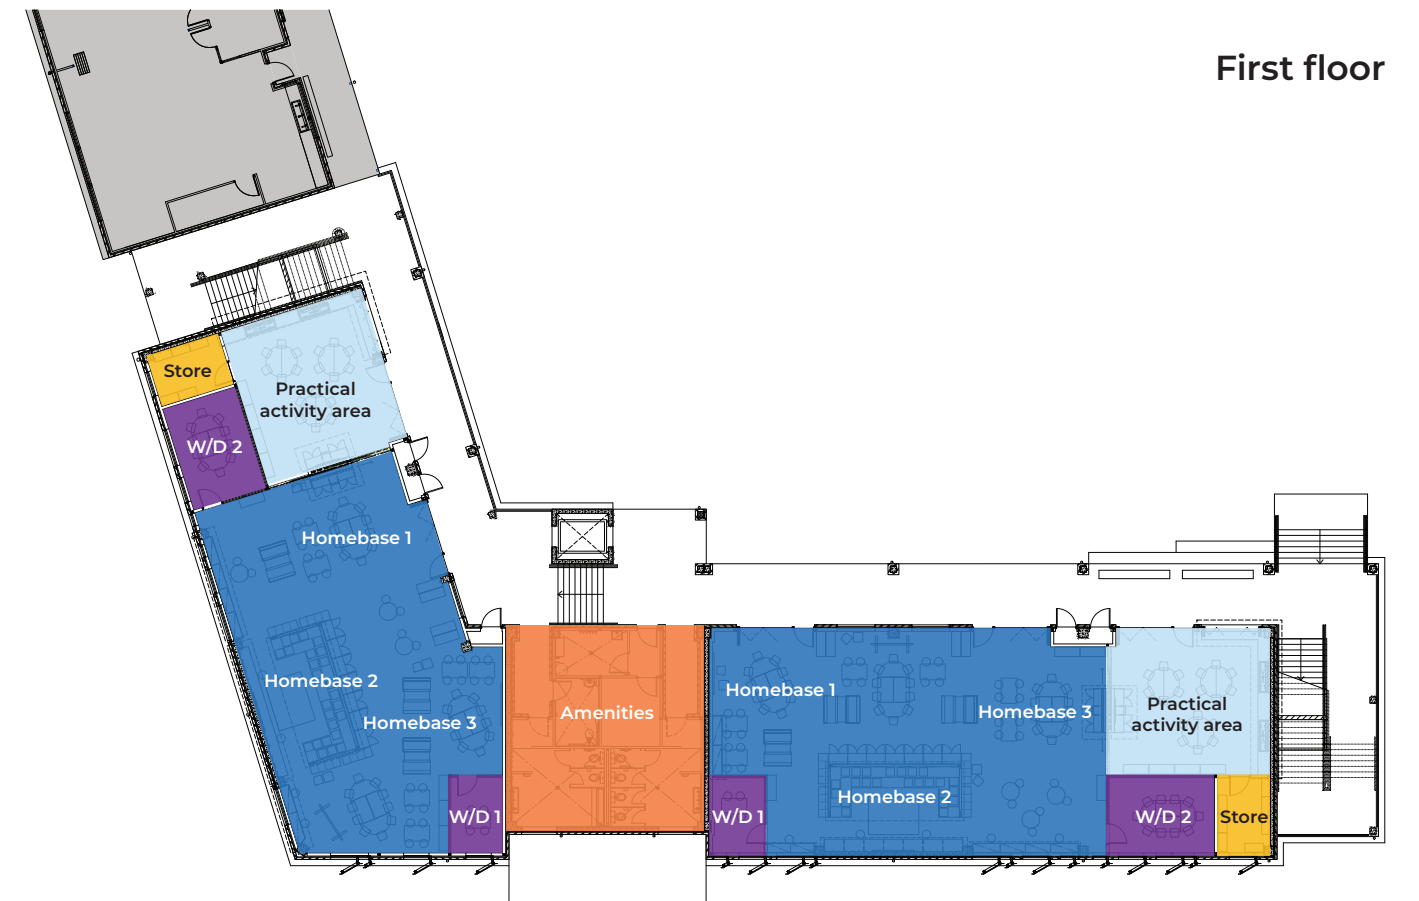 First floor
Store
Practical
activity area
W/D 2
Homebase 1
Homebase 2
Homebase 3
W/D 1
Amenities
Homebase 1
Homebase 3
Homebase 2
W/D 1
Practical
activity area
W/D 2
Store